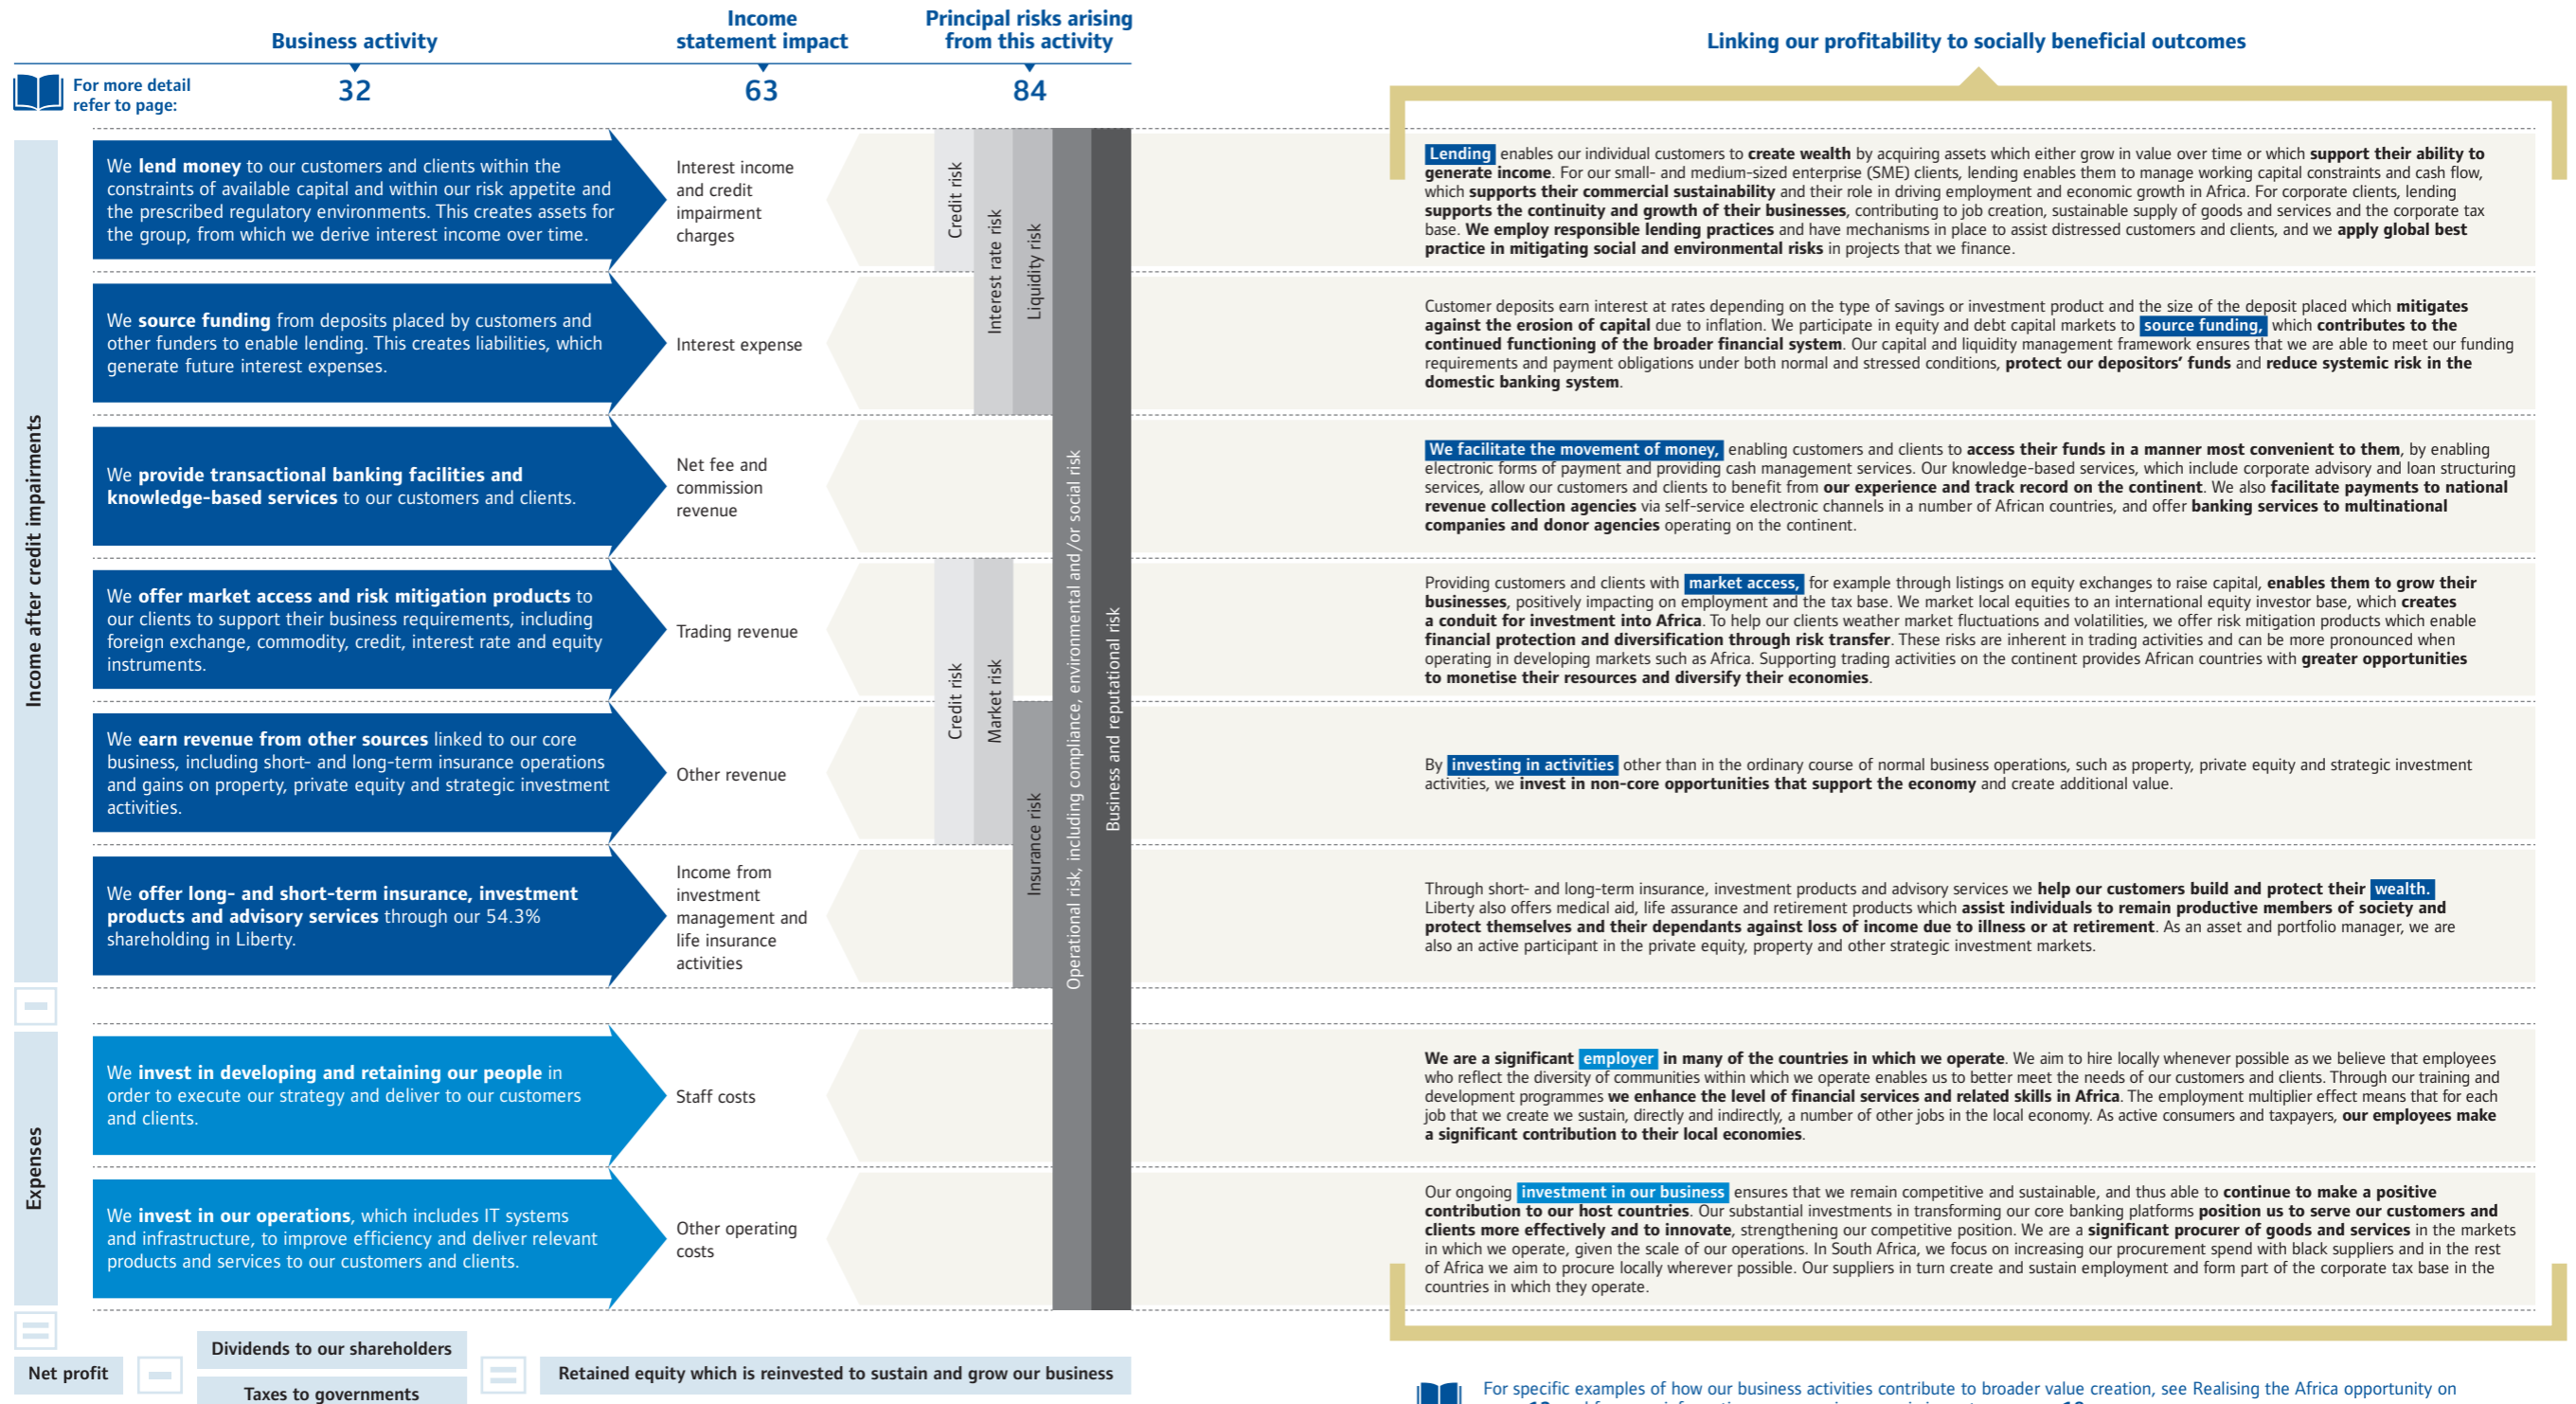 Business activity
Income
statement impact
Principal risks arising
from this activity
Linking our profitability to socially beneficial outcomes
For more detail
refer to page:
32
63
84
Income after credit impairments
We lend money to our customers and clients within the
constraints of available capital and within our risk appetite and
the prescribed regulatory environments. This creates assets for
the group, from which we derive interest income over time.
Interest income
and credit
impairment
charges
Credit risk
Interest rate risk
Liquidity risk
Operational risk, including compliance, environmental and/or social risk
Business and reputational risk
Lending enables our individual customers to create wealth by acquiring assets which either grow in value over time or which support their ability to
generate income. For our small- and medium-sized enterprise (SME) clients, lending enables them to manage working capital constraints and cash flow,
which supports their commercial sustainability and their role in driving employment and economic growth in Africa. For corporate clients, lending
supports the continuity and growth of their businesses, contributing to job creation, sustainable supply of goods and services and the corporate tax
base. We employ responsible lending practices and have mechanisms in place to assist distressed customers and clients, and we apply global best
practice in mitigating social and environmental risks in projects that we finance.
We source funding from deposits placed by customers and
other funders to enable lending. This creates liabilities, which
generate future interest expenses.
Interest expense
Customer deposits earn interest at rates depending on the type of savings or investment product and the size of the deposit placed which mitigates
against the erosion of capital due to inflation. We participate in equity and debt capital markets to source funding, which contributes to the
continued functioning of the broader financial system. Our capital and liquidity management framework ensures that we are able to meet our funding
requirements and payment obligations under both normal and stressed conditions, protect our depositors' funds and reduce systemic risk in the
domestic banking system.
We provide transactional banking facilities and
knowledge-based services to our customers and clients.
Net fee and
commission
revenue
We facilitate the movement of money, enabling customers and clients to access their funds in a manner most convenient to them, by enabling
electronic forms of payment and providing cash management services. Our knowledge-based services, which include corporate advisory and loan structuring
services, allow our customers and clients to benefit from our experience and track record on the continent. We also facilitate payments to national
revenue collection agencies via self-service electronic channels in a number of African countries, and offer banking services to multinational
companies and donor agencies operating on the continent.
We offer market access and risk mitigation products to
our clients to support their business requirements, including
foreign exchange, commodity, credit, interest rate and equity
instruments.
Trading revenue
Credit risk
Market risk
Providing customers and clients with market access, for example through listings on equity exchanges to raise capital, enables them to grow their
businesses, positively impacting on employment and the tax base. We market local equities to an international equity investor base, which creates
a conduit for investment into Africa. To help our clients weather market fluctuations and volatilities, we offer risk mitigation products which enable
financial protection and diversification through risk transfer. These risks are inherent in trading activities and can be more pronounced when
operating in developing markets such as Africa. Supporting trading activities on the continent provides African countries with greater opportunities
to monetise their resources and diversify their economies.
We earn revenue from other sources linked to our core
business, including short- and long-term insurance operations
and gains on property, private equity and strategic investment
activities.
Other revenue
Insurance risk
By investing in activities other than in the ordinary course of normal business operations, such as property, private equity and strategic investment
activities, we invest in non-core opportunities that support the economy and create additional value.
We offer long- and short-term insurance, investment
products and advisory services through our 54.3%
shareholding in Liberty.
Income from
investment
management and
life insurance
activities
Through short- and long-term insurance, investment products and advisory services we help our customers build and protect their wealth.
Liberty also offers medical aid, life assurance and retirement products which assist individuals to remain productive members of society and
protect themselves and their dependants against loss of income due to illness or at retirement. As an asset and portfolio manager, we are
also an active participant in the private equity, property and other strategic investment markets.
Expenses
We invest in developing and retaining our people in
order to execute our strategy and deliver to our customers
and clients.
Staff costs
We are a significant employer in many of the countries in which we operate. We aim to hire locally whenever possible as we believe that employees
who reflect the diversity of communities within which we operate enables us to better meet the needs of our customers and clients. Through our training and
development programmes we enhance the level of financial services and related skills in Africa. The employment multiplier effect means that for each
job that we create we sustain, directly and indirectly, a number of other jobs in the local economy. As active consumers and taxpayers, our employees make
a significant contribution to their local economies.
We invest in our operations, which includes IT systems
and infrastructure, to improve efficiency and deliver relevant
products and services to our customers and clients.
Other operating
costs
Our ongoing investment in our business ensures that we remain competitive and sustainable, and thus able to continue to make a positive
contribution to our host countries. Our substantial investments in transforming our core banking platforms position us to serve our customers and
clients more effectively and to innovate, strengthening our competitive position. We are a significant procurer of goods and services in the markets
in which we operate, given the scale of our operations. In South Africa, we focus on increasing our procurement spend with black suppliers and in the rest
of Africa we aim to procure locally wherever possible. Our suppliers in turn create and sustain employment and form part of the corporate tax base in the
countries in which they operate.
Net profit
Dividends to our shareholders
Taxes to governments
Retained equity which is reinvested to sustain and grow our business
For specific examples of how our business activities contribute to broader value creation, see Realising the Africa opportunity on